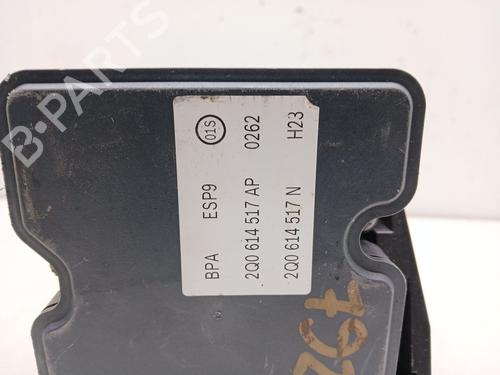 BPA ESP9 01S
2Q0 614 517 AP 0262
2Q0 614 517 N H23
B-PARTS